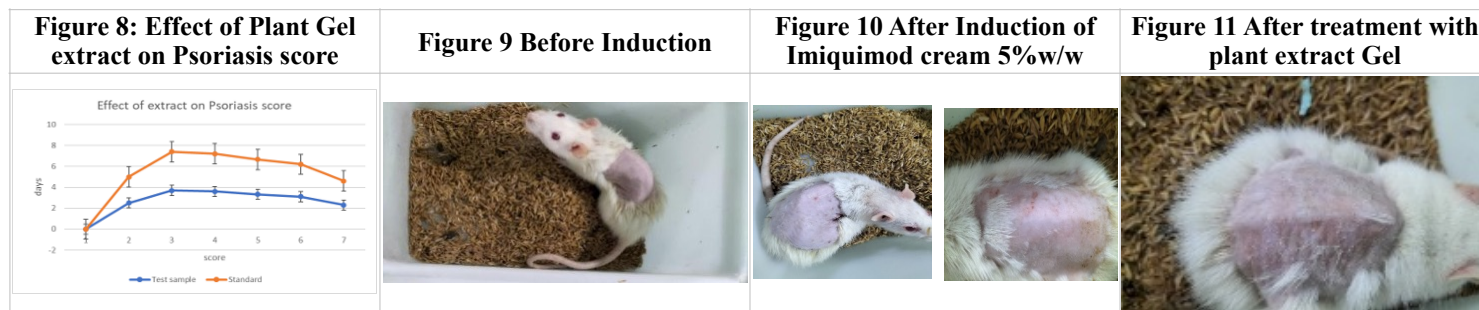 Figure 8: Effect of Plant Gel
extract on Psoriasis score
Figure 9 Before Induction
Figure 10 After Induction of
Imiquimod cream 5%w/w
Figure 11 After treatment with
plant extract Gel
Effect of extract on Psoriasis score
10
8
6
4
2
0
-2
days
1 2 3 4 5 6 7
score
Test sample Standard